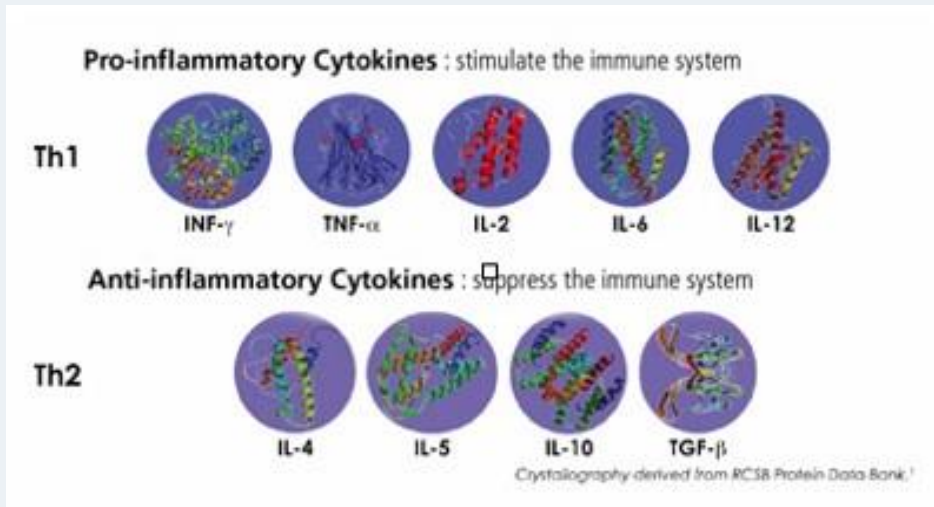 Pro-inflammatory Cytokines : stimulate the immune system
Th1
INF-γ TNF-α IL-2 IL-6 IL-12
Anti-inflammatory Cytokines : suppress the immune system
Th2
IL-4 IL-5 IL-10 TGF-β
Crystallography derived from RCSB Protein Data Bank.¹